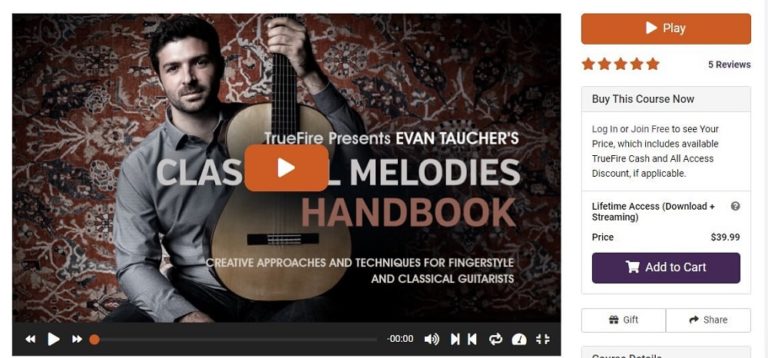 TrueFire Presents EVAN TAUCHER'S
CLAS L MELODIES
HANDBOOK
CREATIVE APPROACHES AND TECHNIQUES FOR FINGERSTYLE
AND CLASSICAL GUITARISTS
-00:00
Play
5 Reviews
Buy This Course Now
Log In or Join Free to see Your
Price, which includes available
TrueFire Cash and All Access
Discount, if applicable.
Lifetime Access (Download +
Streaming)
Price $39.99
Add to Cart
Gift Share
Course Details